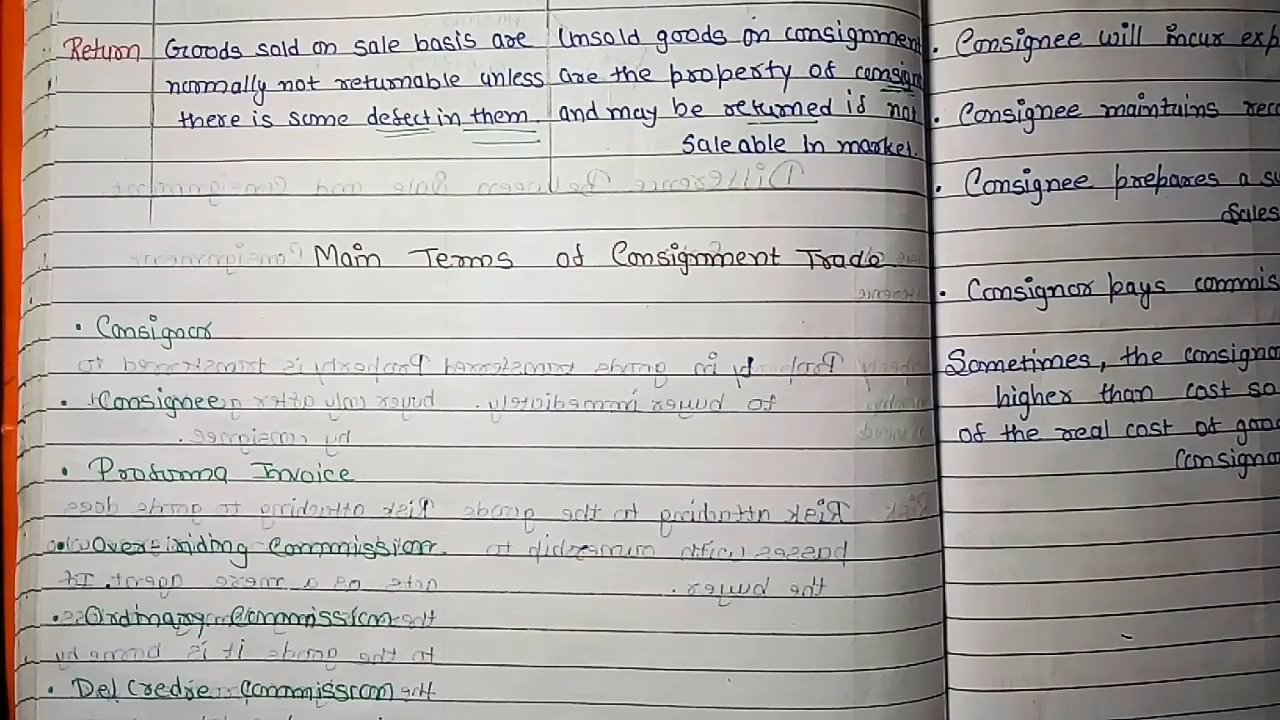 Return Goods sold on sale basis are Unsold goods on consignment
normally not returnable unless are the property of consign
there is some defect in them and may be returned is not
Saleable In market.
Main Terms of Consignment Trade
• Consignor
• Consignee
• Proforma Invoice
• Over-riding Commission
• Ordinary Commission
• Del Credre Commission
• Consignee will incur exp
• Consignee maintains rec
• Consignee prepares a su
Sales
• Consignor pays commis
Sometimes, the consigno
higher than cost so
of the real cost of good
Consigno